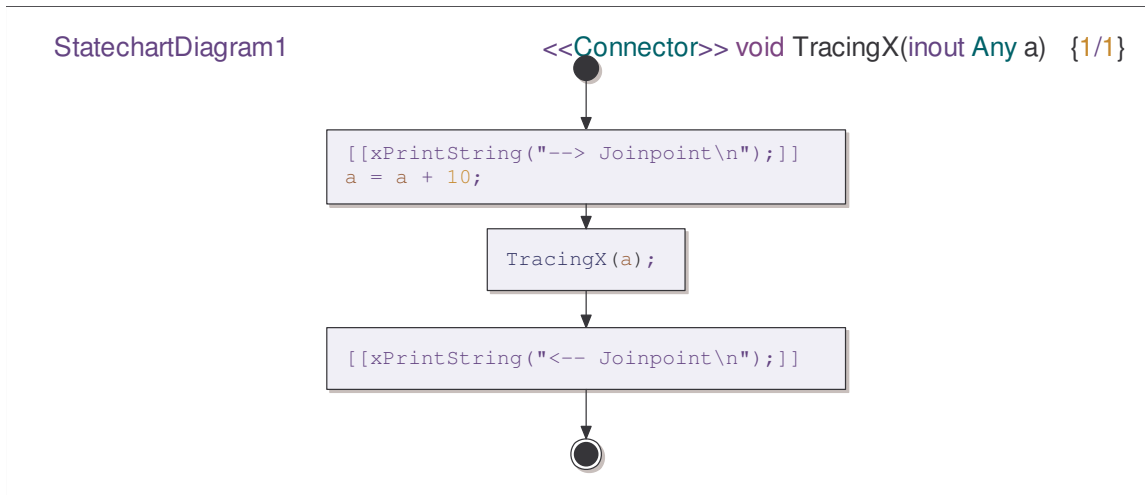 StatechartDiagram1 <<Connector>> void TracingX(inout Any a) {1/1}
[[xPrintString("--> Joinpoint\n");]]
a = a + 10;
TracingX(a);
[[xPrintString("<-- Joinpoint\n");]]